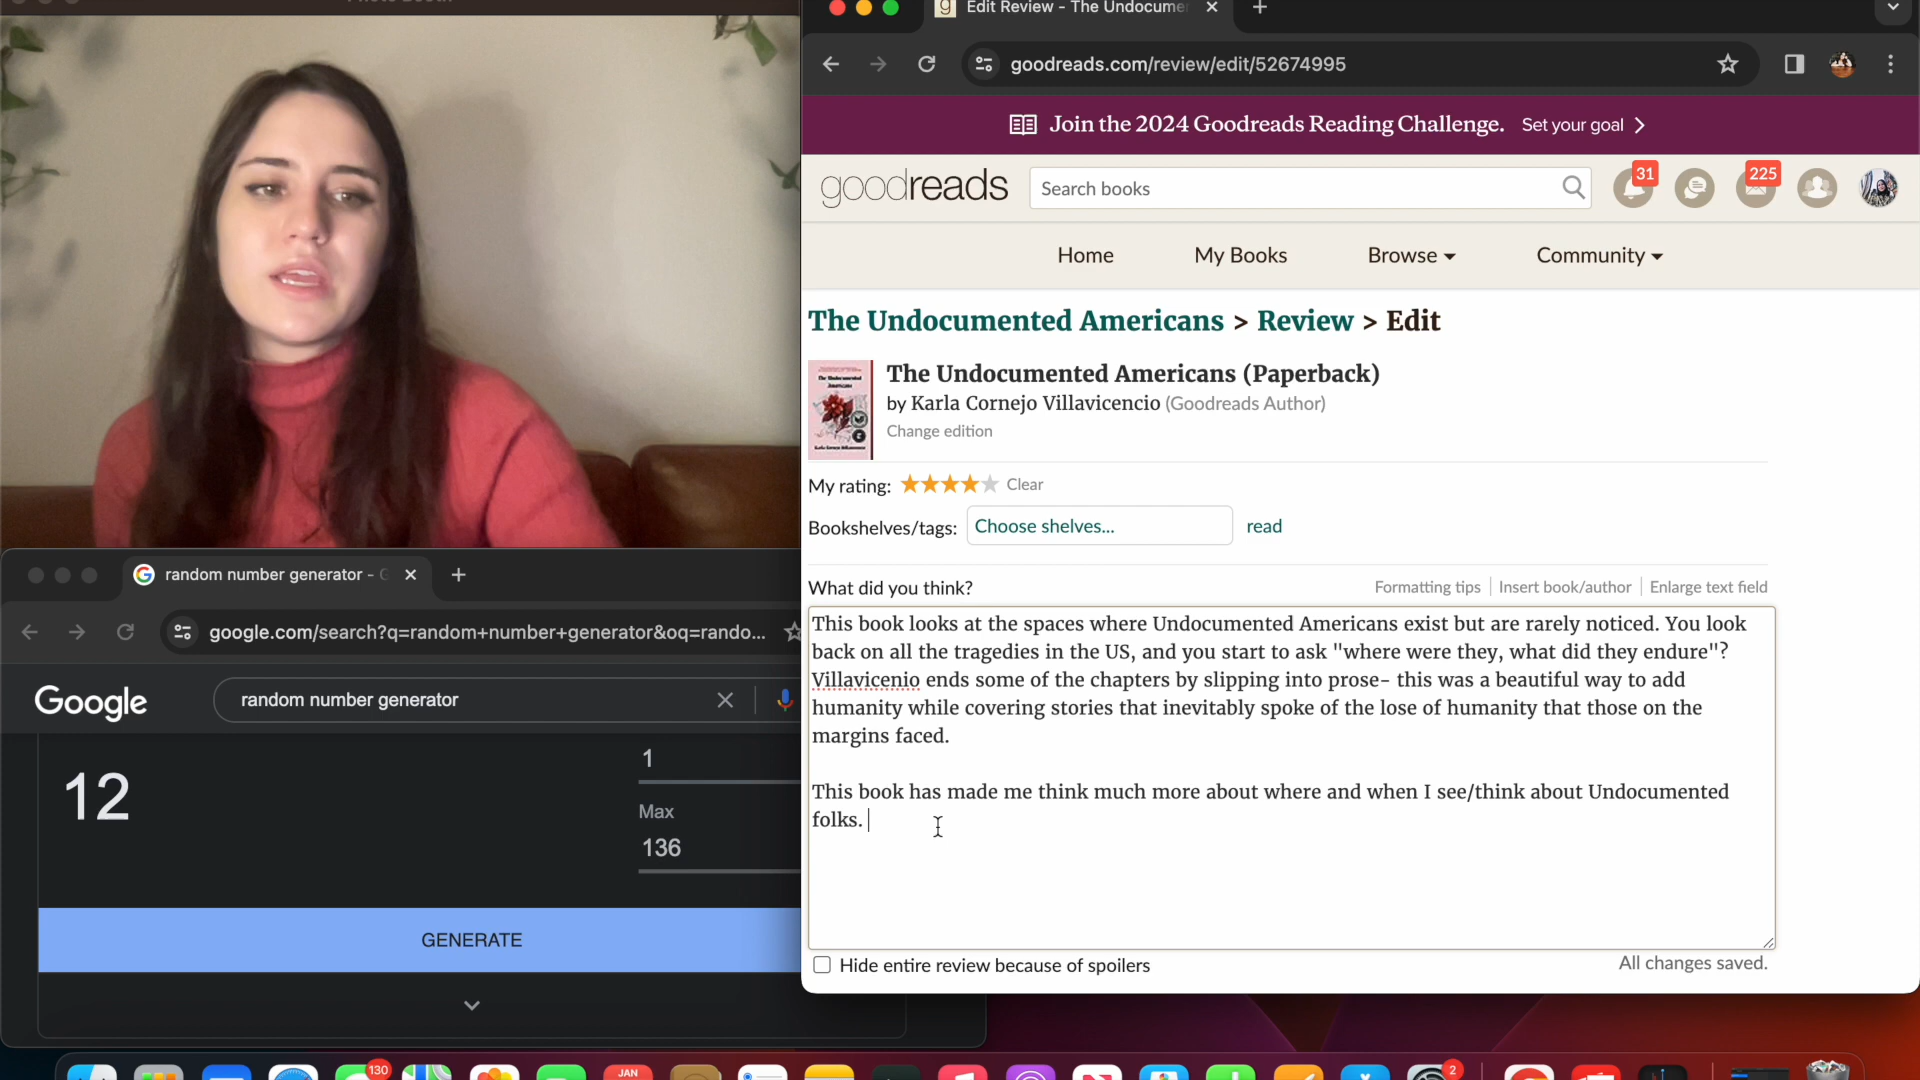 Edit Review - The Undocume
goodreads.com/review/edit/52674995
Join the 2024 Goodreads Reading Challenge. Set your goal
goodreads
Search books
31
225
Home My Books Browse Community
The Undocumented Americans > Review > Edit
The Undocumented Americans (Paperback)
by Karla Cornejo Villavicencio (Goodreads Author)
Change edition
My rating: Clear
Bookshelves/tags: Choose shelves... read
What did you think? Formatting tips Insert book/author Enlarge text field
This book looks at the spaces where Undocumented Americans exist but are rarely noticed. You look
back on all the tragedies in the US, and you start to ask "where were they, what did they endure"?
Villavicenio ends some of the chapters by slipping into prose- this was a beautiful way to add
humanity while covering stories that inevitably spoke of the lose of humanity that those on the
margins faced.
This book has made me think much more about where and when I see/think about Undocumented
folks.
Hide entire review because of spoilers
All changes saved.
random number generator -
google.com/search?q=random+number+generator&oq=rando...
Google
random number generator
12
1
Max
136
GENERATE
130
JAN
2